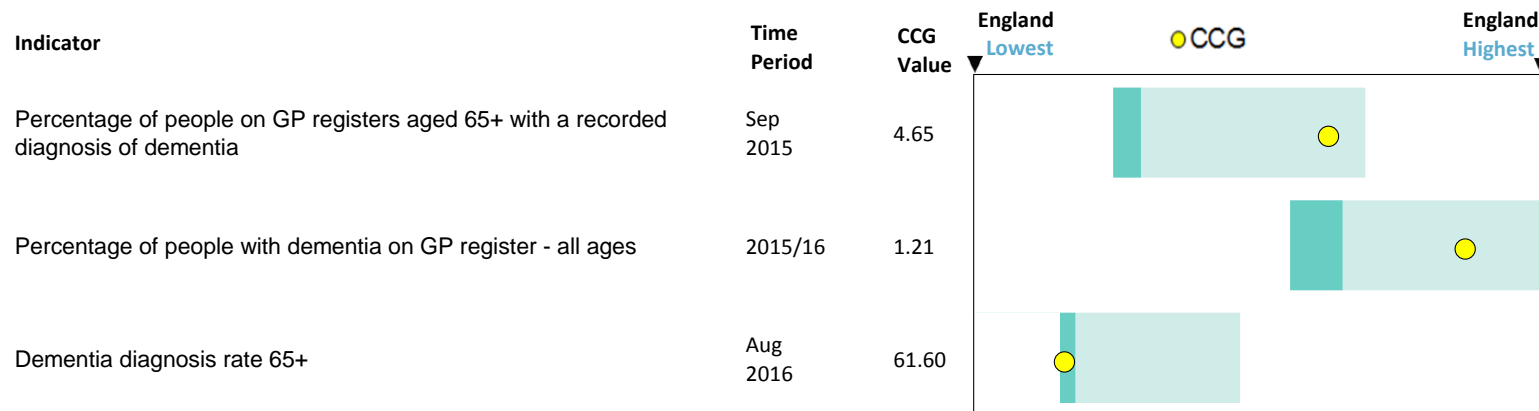 Indicator
Time Period
CCG Value
England Lowest
CCG
England Highest
Percentage of people on GP registers aged 65+ with a recorded
diagnosis of dementia
Sep
2015
4.65
Percentage of people with dementia on GP register - all ages
2015/16
1.21
Dementia diagnosis rate 65+
Aug
2016
61.60